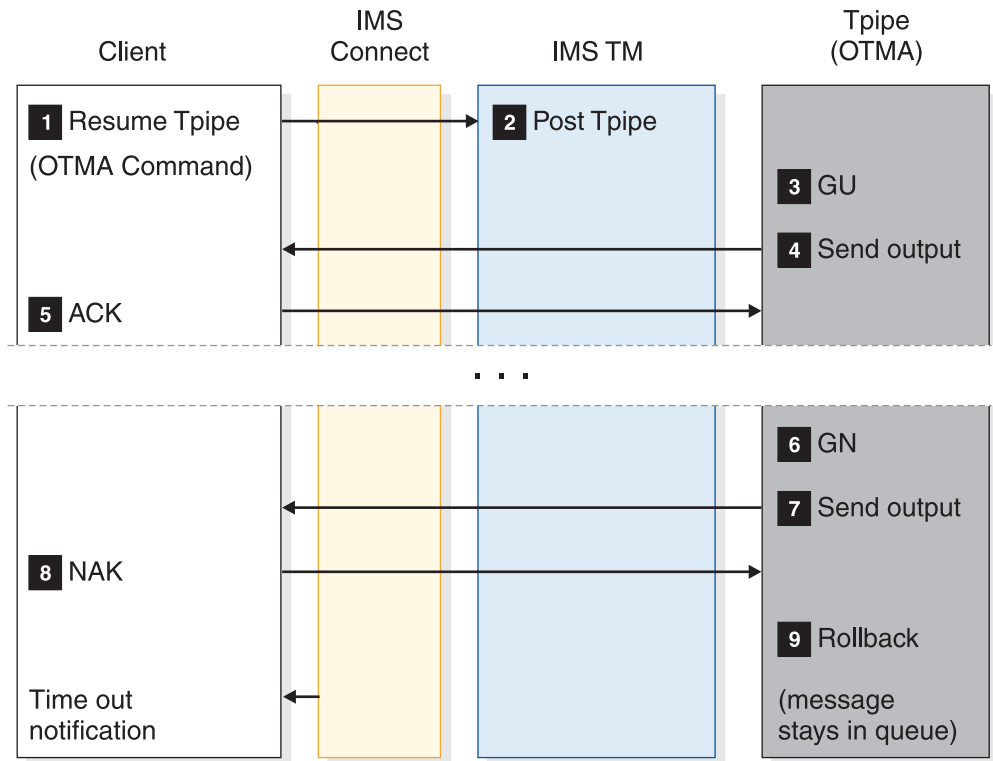 Client
IMS
Connect
IMS TM
Tpipe
(OTMA)
1 Resume Tpipe
(OTMA Command)
2 Post Tpipe
3 GU
4 Send output
5 ACK
. . .
6 GN
7 Send output
8 NAK
9 Rollback
Time out
notification
(message
stays in queue)